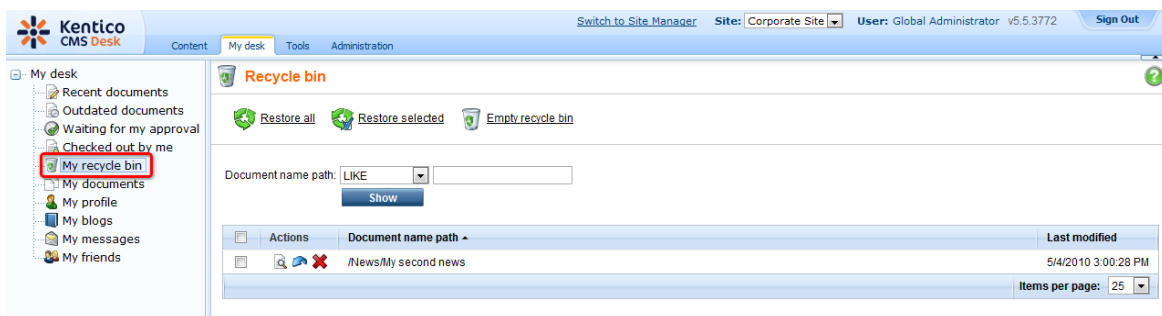 Kentico
CMS Desk
Switch to Site Manager Site: Corporate Site User: Global Administrator v5.5.3772 Sign Out
Content My desk Tools Administration
My desk
Recent documents
Outdated documents
Waiting for my approval
Checked out by me
My recycle bin
My documents
My profile
My blogs
My messages
My friends
Recycle bin
Restore all Restore selected Empty recycle bin
Document name path: LIKE
Show
Actions Document name path Last modified
/News/My second news 5/4/2010 3:00:28 PM
Items per page: 25